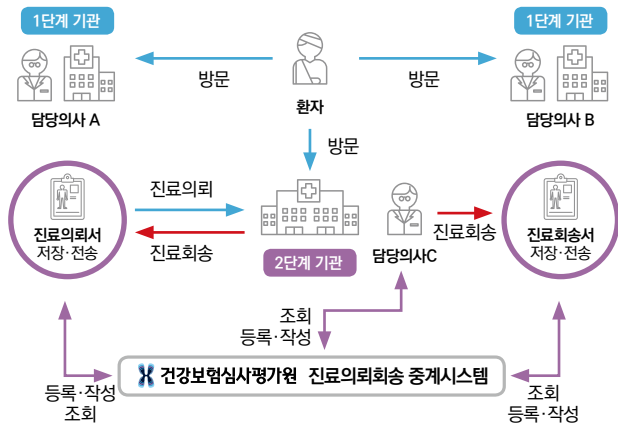 1단계 기관
1단계 기관
방문
방문
담당의사 A
환자
담당의사 B
방문
진료의뢰
진료의뢰서
저장·전송
진료회송
2단계 기관
담당의사C
진료회송
진료회송서
저장·전송
조회
등록·작성
건강보험심사평가원 진료의뢰회송 중계시스템
등록·작성
조회
조회
등록·작성